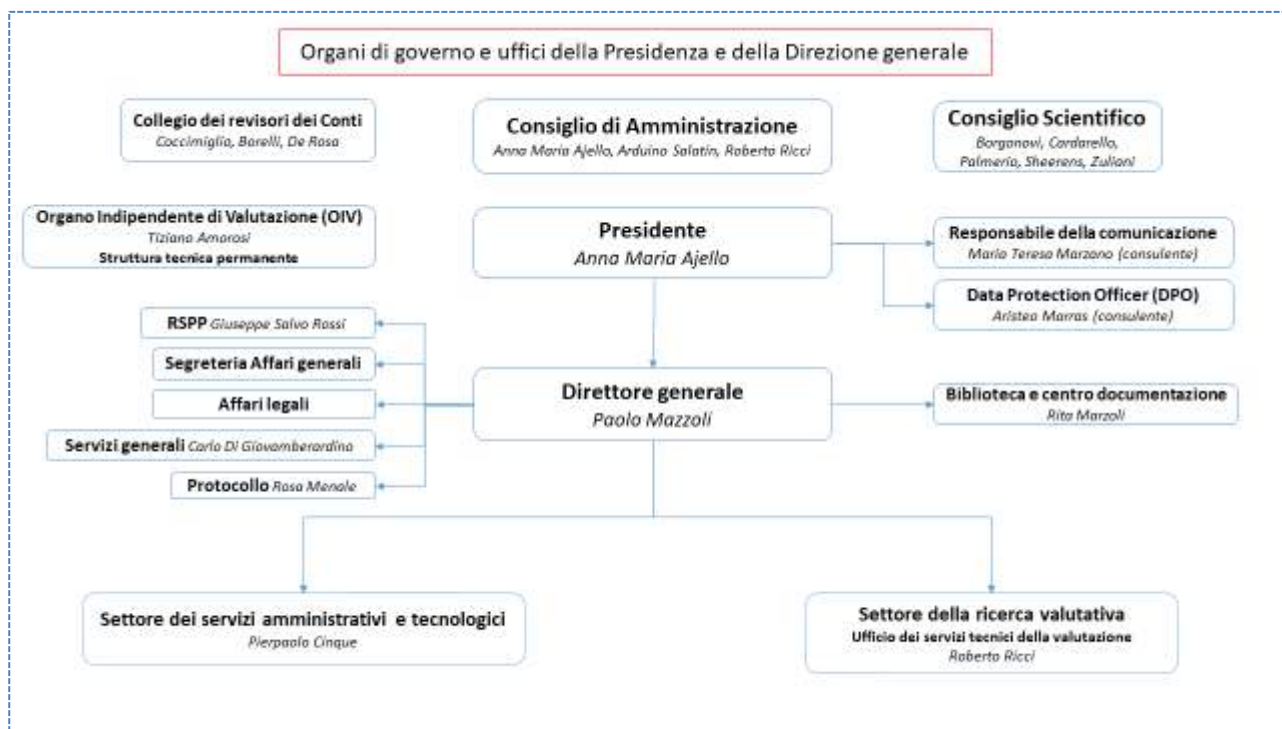 Organi di governo e uffici della Presidenza e della Direzione generale
Collegio dei revisori dei Conti
Coccimiglio, Borelli, De Rosa
Consiglio di Amministrazione
Anna Maria Ajello, Arduino Salatin, Roberto Ricci
Consiglio Scientifico
Borgonovi, Cardarello,
Palmerio, Sheerens, Zuliani
Organo Indipendente di Valutazione (OIV)
Tiziana Amorosi
Struttura tecnica permanente
Presidente
Anna Maria Ajello
Responsabile della comunicazione
Maria Teresa Marzano (consulente)
Data Protection Officer (DPO)
Aristea Marras (consulente)
RSPP Giuseppe Salvo Rossi
Segreteria Affari generali
Affari legali
Servizi generali Carlo Di Giovamberardino
Protocollo Rosa Menale
Direttore generale
Paolo Mazzoli
Biblioteca e centro documentazione
Rita Marzoli
Settore dei servizi amministrativi e tecnologici
Pierpaolo Cinque
Settore della ricerca valutativa
Ufficio dei servizi tecnici della valutazione
Roberto Ricci